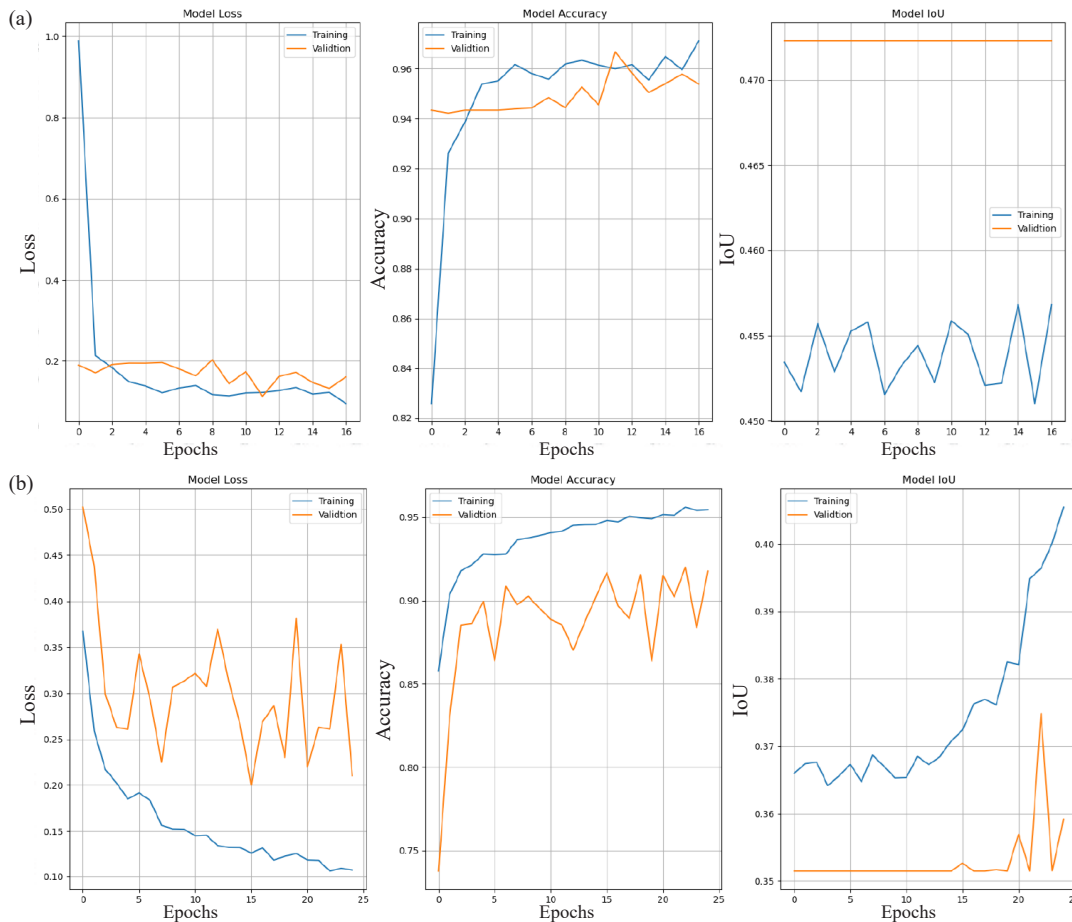 (a)
Model Loss
Training
Validtion
1.0
0.8
0.6
0.4
0.2
0 2 4 6 8 10 12 14 16
Loss
Epochs
Model Accuracy
Training
Validtion
0.96
0.94
0.92
0.90
0.88
0.86
0.84
0.82
0 2 4 6 8 10 12 14 16
Accuracy
Epochs
Model IoU
Training
Validtion
0.470
0.465
0.460
0.455
0.450
0 2 4 6 8 10 12 14 16
IoU
Epochs
(b)
Model Loss
Training
Validtion
0.50
0.45
0.40
0.35
0.30
0.25
0.20
0.15
0.10
0 5 10 15 20 25
Loss
Epochs
Model Accuracy
Training
Validtion
0.95
0.90
0.85
0.80
0.75
0 5 10 15 20 25
Accuracy
Epochs
Model IoU
Training
Validtion
0.40
0.39
0.38
0.37
0.36
0.35
0 5 10 15 20
IoU
Epochs